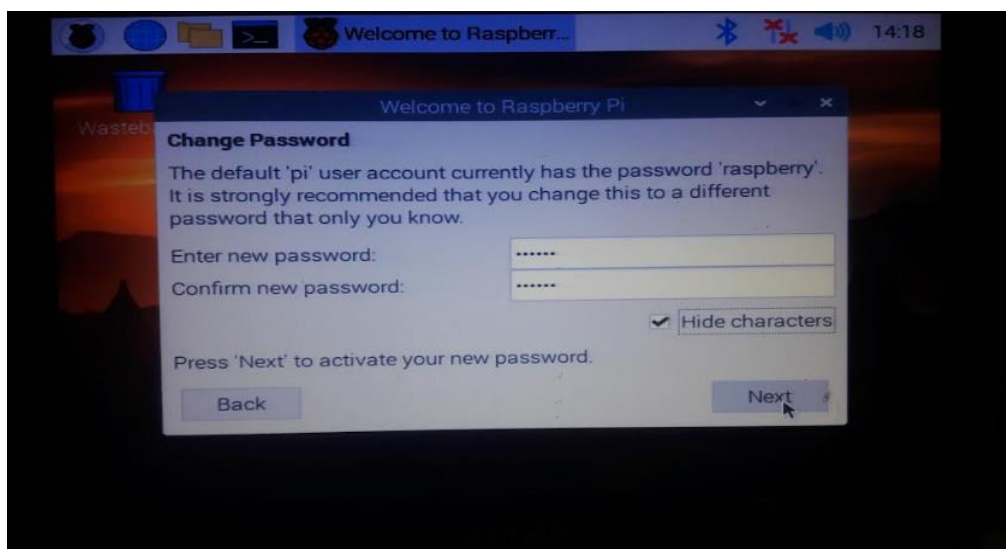 Welcome to Raspberr... 14:18
Welcome to Raspberry Pi
Change Password
The default 'pi' user account currently has the password 'raspberry'.
It is strongly recommended that you change this to a different
password that only you know.
Enter new password: ••••••
Confirm new password: ••••••
Hide characters
Press 'Next' to activate your new password.
Back Next